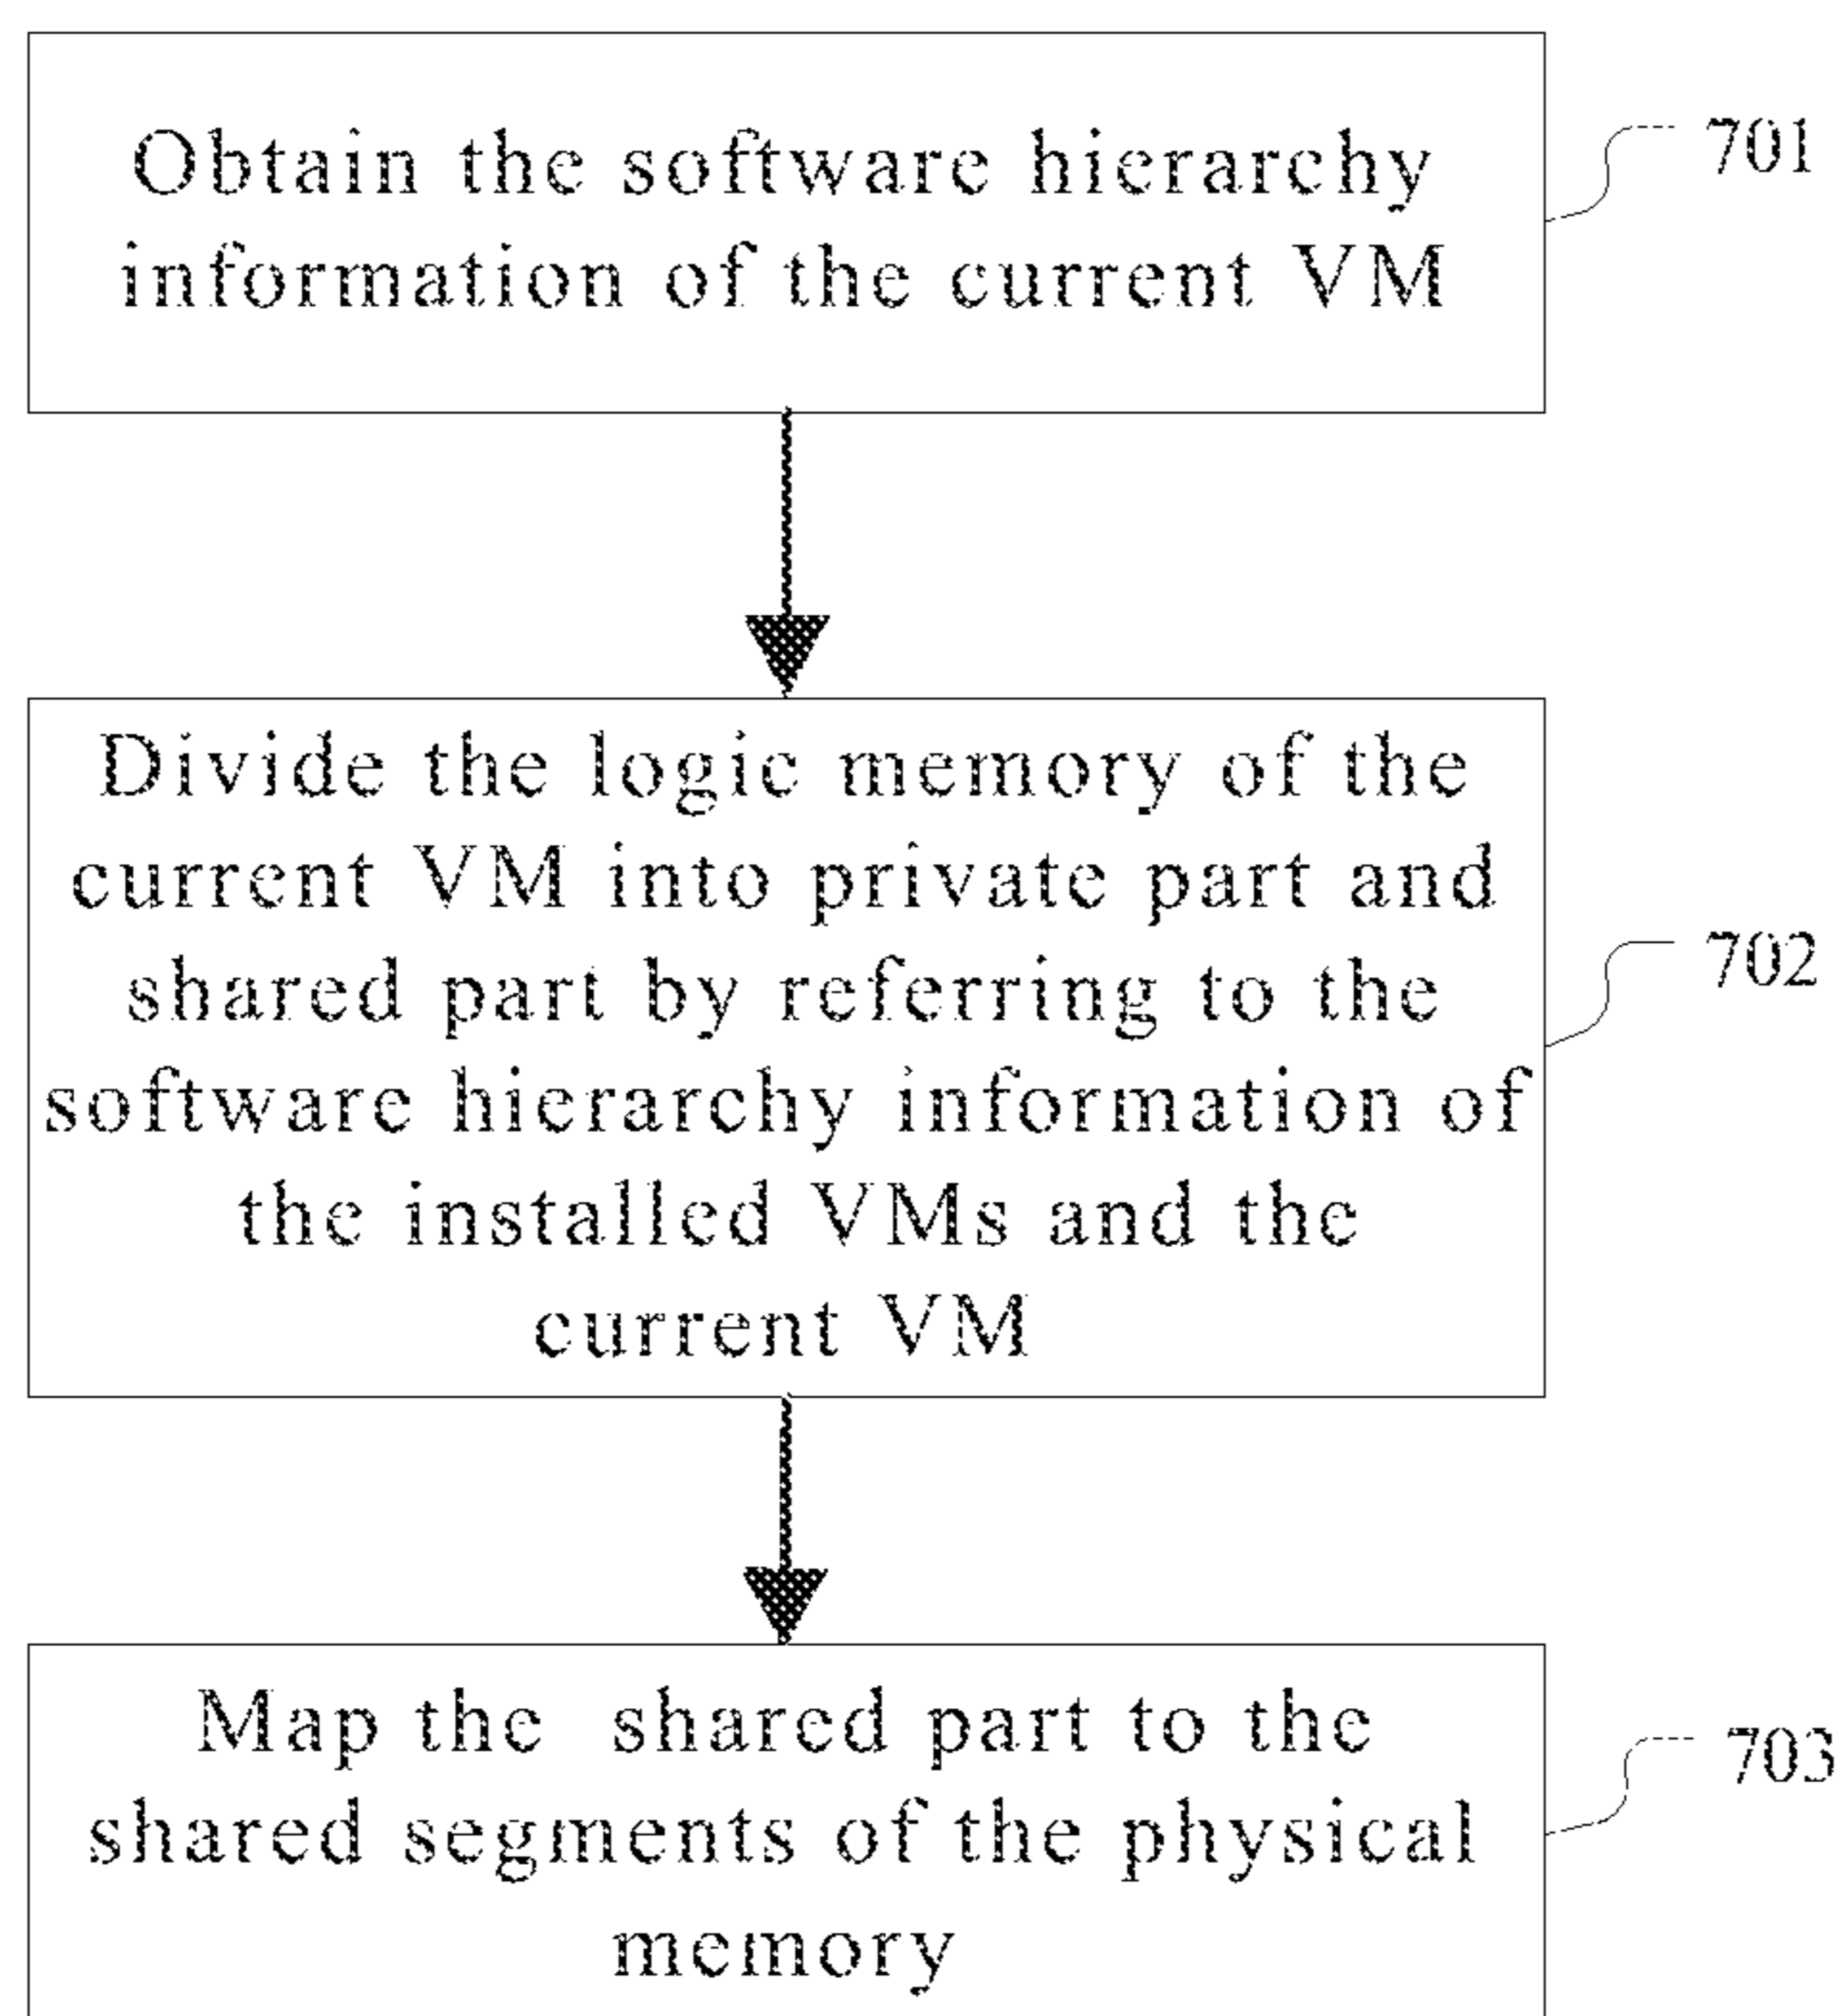 Obtain the software hierarchy
information of the current VM
701
Divide the logic memory of the
current VM into private part and
shared part by referring to the
software hierarchy information of
the installed VMs and the
current VM
702
Map the shared part to the
shared segments of the physical
memory
703